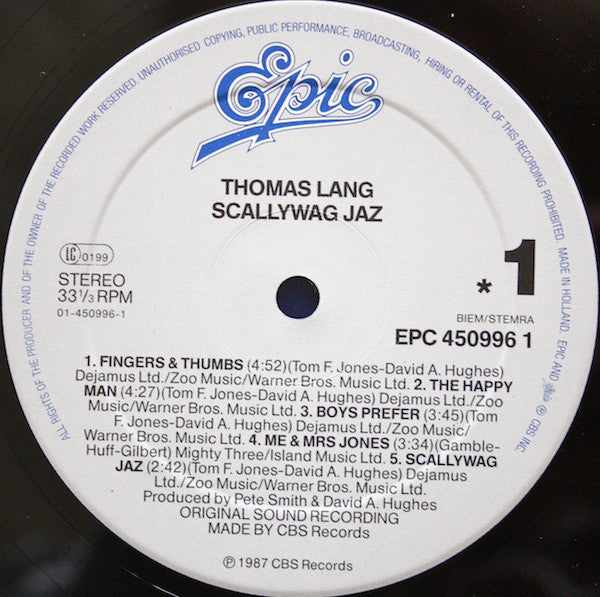 ALL RIGHTS OF THE PRODUCER AND OF THE OWNER OF THE RECORDED WORK RESERVED. UNAUTHORISED COPYING, PUBLIC PERFORMANCE, BROADCASTING, HIRING OR RENTAL OF THIS RECORDING PROHIBITED. MADE IN HOLLAND. EPIC AND Epic ® CBS INC.
Epic
THOMAS LANG
SCALLYWAG JAZ
LC 0199
STEREO
33 1/3 RPM
01-450996-1
* 1
BIEM/STEMRA
EPC 450996 1
1. FINGERS & THUMBS (4:52)(Tom F. Jones-David A. Hughes)
Dejamus Ltd./Zoo Music/Warner Bros. Music Ltd. 2. THE HAPPY
MAN (4:27)(Tom F. Jones-David A. Hughes) Dejamus Ltd./Zoo
Music/Warner Bros. Music Ltd. 3. BOYS PREFER (3:45)(Tom
F. Jones-David A. Hughes) Dejamus Ltd./Zoo Music/
Warner Bros. Music Ltd. 4. ME & MRS JONES (3:34)(Gamble-
Huff-Gilbert) Mighty Three/Island Music Ltd. 5. SCALLYWAG
JAZ (2:42)(Tom F. Jones-David A. Hughes) Dejamus
Ltd./Zoo Music/Warner Bros. Music Ltd.
Produced by Pete Smith & David A. Hughes
ORIGINAL SOUND RECORDING
MADE BY CBS Records
℗ 1987 CBS Records